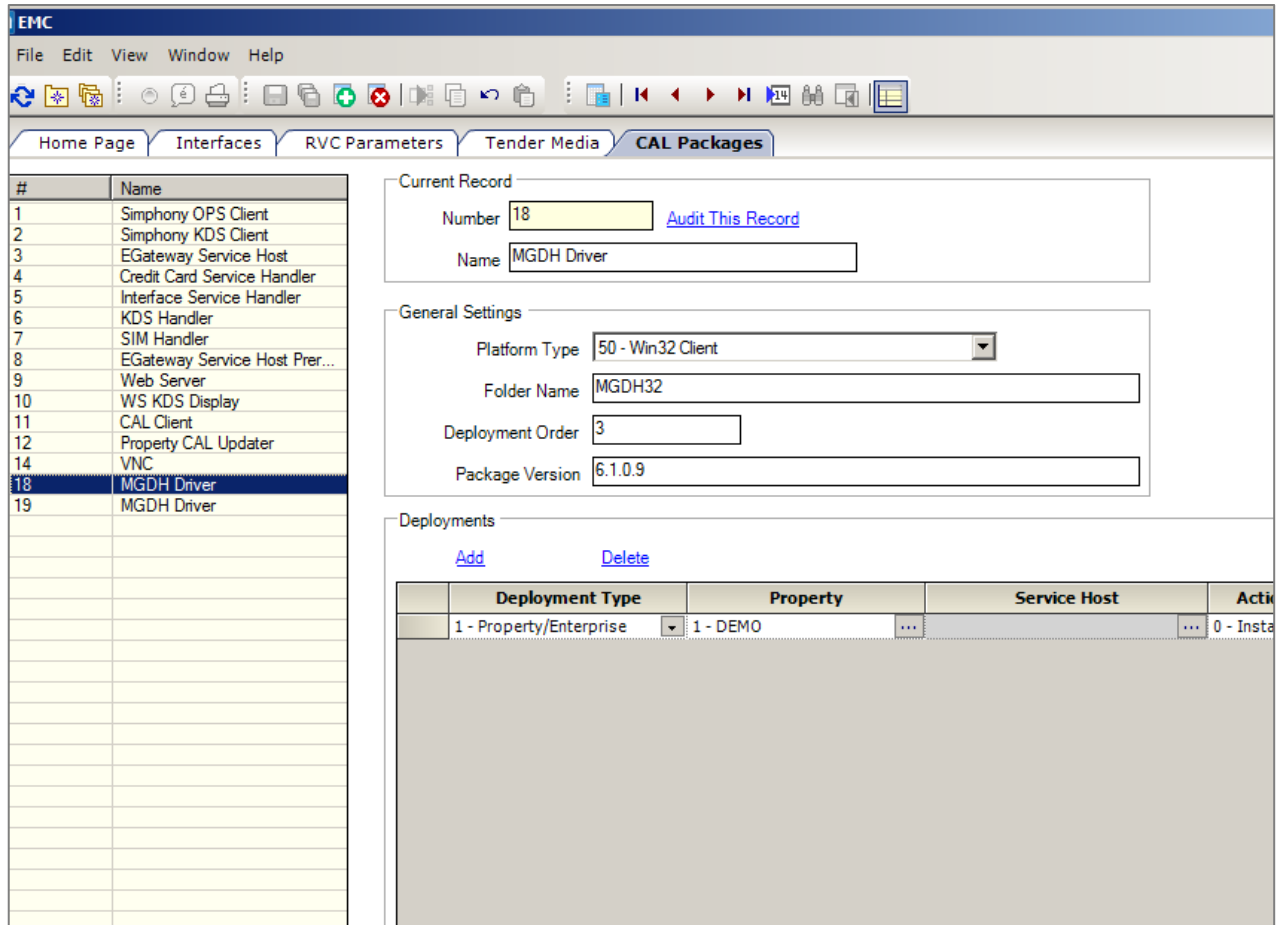 EMC
File Edit View Window Help
Home Page Interfaces RVC Parameters Tender Media CAL Packages
# Name
1 Simphony OPS Client
2 Simphony KDS Client
3 EGateway Service Host
4 Credit Card Service Handler
5 Interface Service Handler
6 KDS Handler
7 SIM Handler
8 EGateway Service Host Prer...
9 Web Server
10 WS KDS Display
11 CAL Client
12 Property CAL Updater
14 VNC
18 MGDH Driver
19 MGDH Driver
Current Record
Number 18 Audit This Record
Name MGDH Driver
General Settings
Platform Type 50 - Win32 Client
Folder Name MGDH32
Deployment Order 3
Package Version 6.1.0.9
Deployments
Add Delete
Deployment Type Property Service Host Actio
1 - Property/Enterprise 1 - DEMO ... ... 0 - Insta